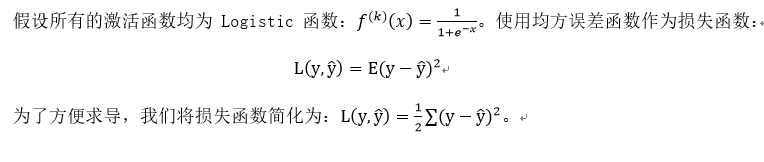 假设所有的激活函数均为 Logistic 函数：f⁽ᵏ⁾(x) = 1/(1+e⁻ˣ)。使用均方误差函数作为损失函数：
L(y,ŷ) = E(y − ŷ)²
为了方便求导，我们将损失函数简化为：L(y,ŷ) = ½∑(y − ŷ)²。